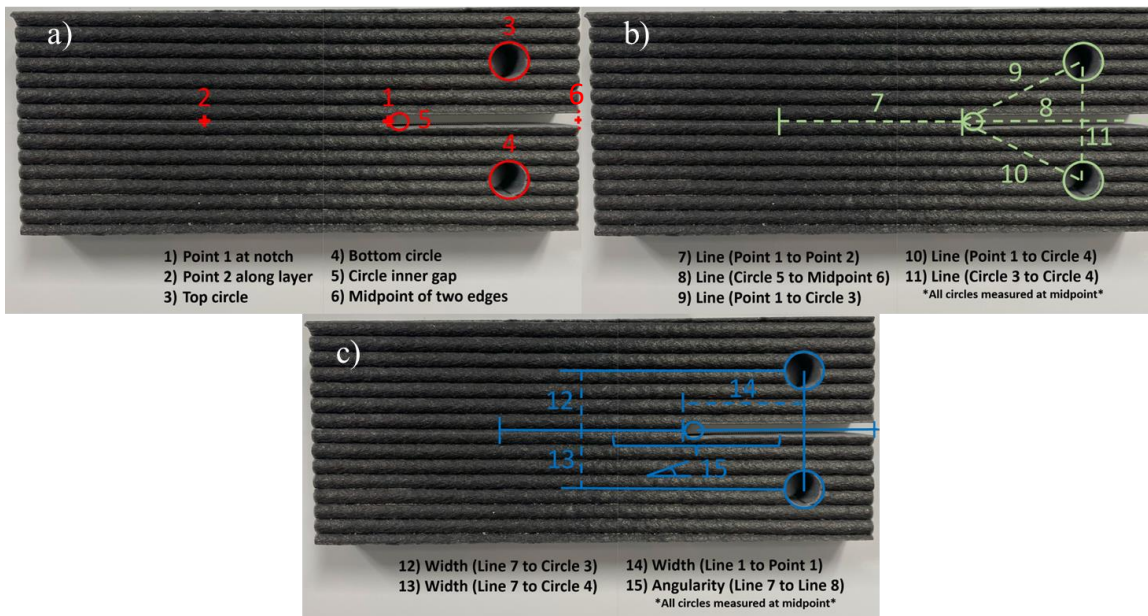 a)
3
2
1
5
6
4
1) Point 1 at notch
2) Point 2 along layer
3) Top circle
4) Bottom circle
5) Circle inner gap
6) Midpoint of two edges
b)
9
7
8
11
10
7) Line (Point 1 to Point 2)
8) Line (Circle 5 to Midpoint 6)
9) Line (Point 1 to Circle 3)
10) Line (Point 1 to Circle 4)
11) Line (Circle 3 to Circle 4)
*All circles measured at midpoint*
c)
12
14
13
15
12) Width (Line 7 to Circle 3)
13) Width (Line 7 to Circle 4)
14) Width (Line 1 to Point 1)
15) Angularity (Line 7 to Line 8)
*All circles measured at midpoint*